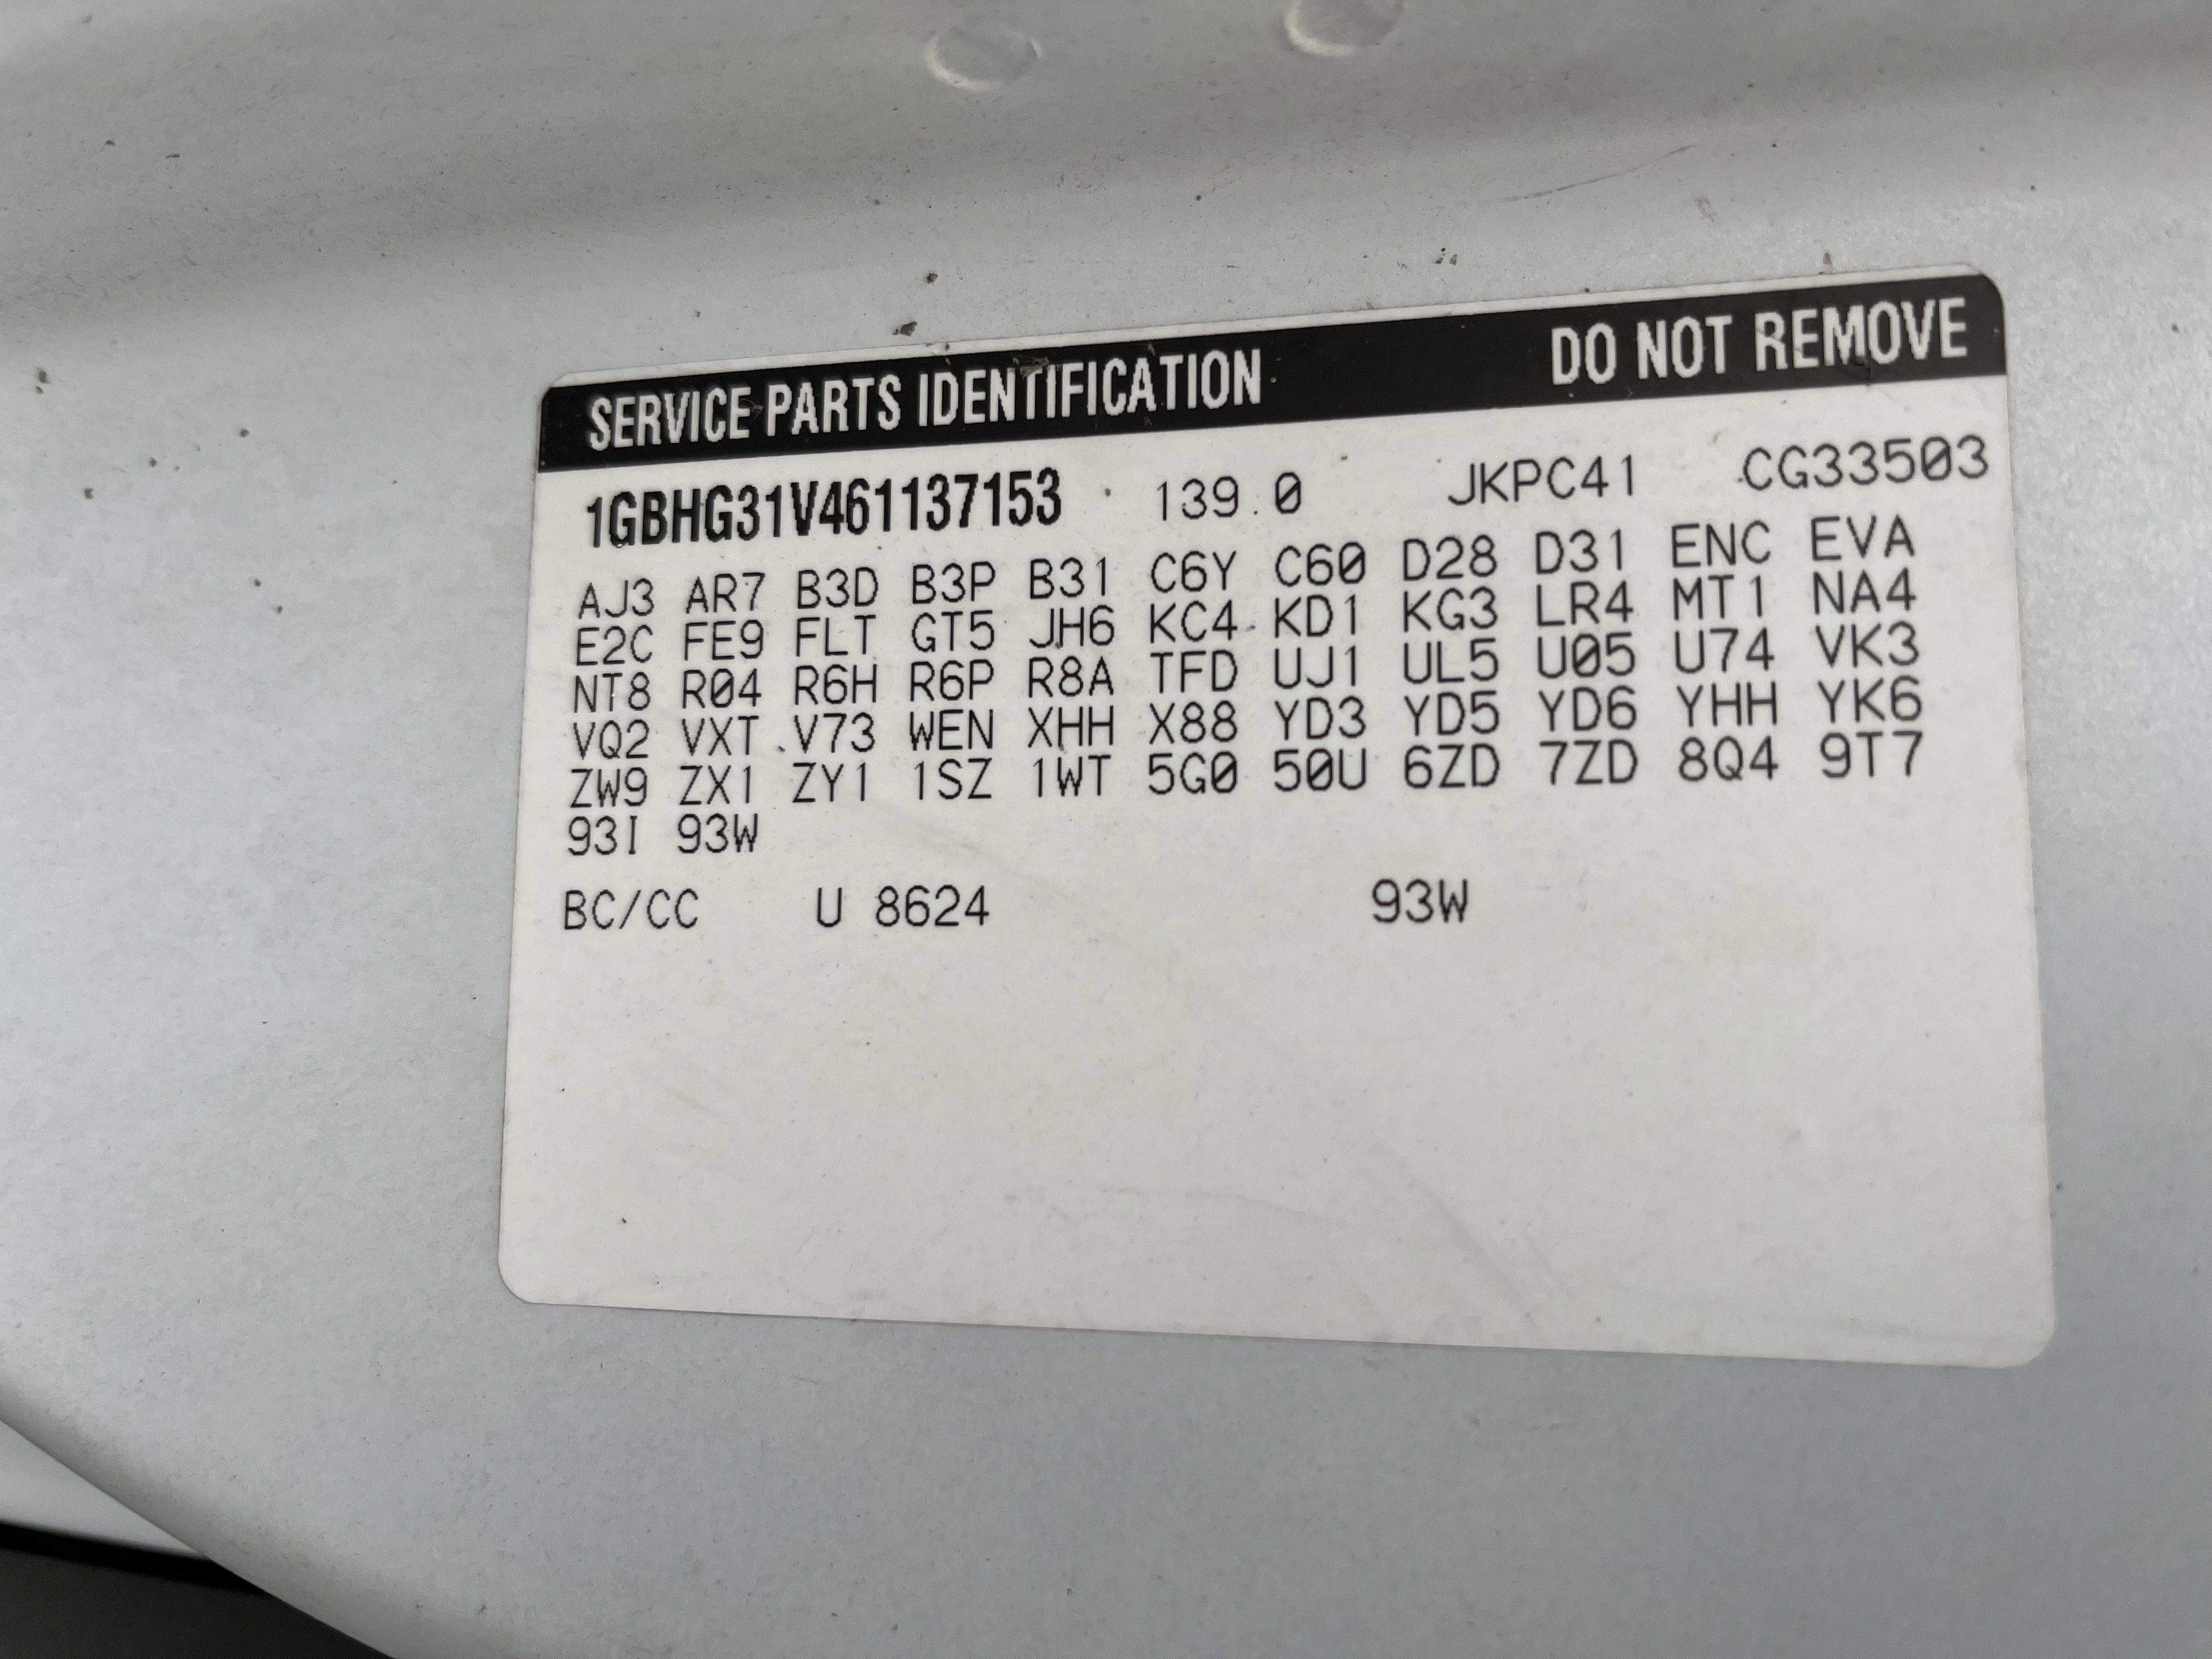 SERVICE PARTS IDENTIFICATION DO NOT REMOVE
1GBHG31V461137153 139.0 JKPC41 CG33503
AJ3 AR7 B3D B3P B31 C6Y C60 D28 D31 ENC EVA
E2C FE9 FLT GT5 JH6 KC4 KD1 KG3 LR4 MT1 NA4
NT8 R04 R6H R6P R8A TFD UJ1 UL5 U05 U74 VK3
VQ2 VXT V73 WEN XHH X88 YD3 YD5 YD6 YHH YK6
ZW9 ZX1 ZY1 1SZ 1WT 5G0 50U 6ZD 7ZD 8Q4 9T7
93I 93W
BC/CC U 8624 93W